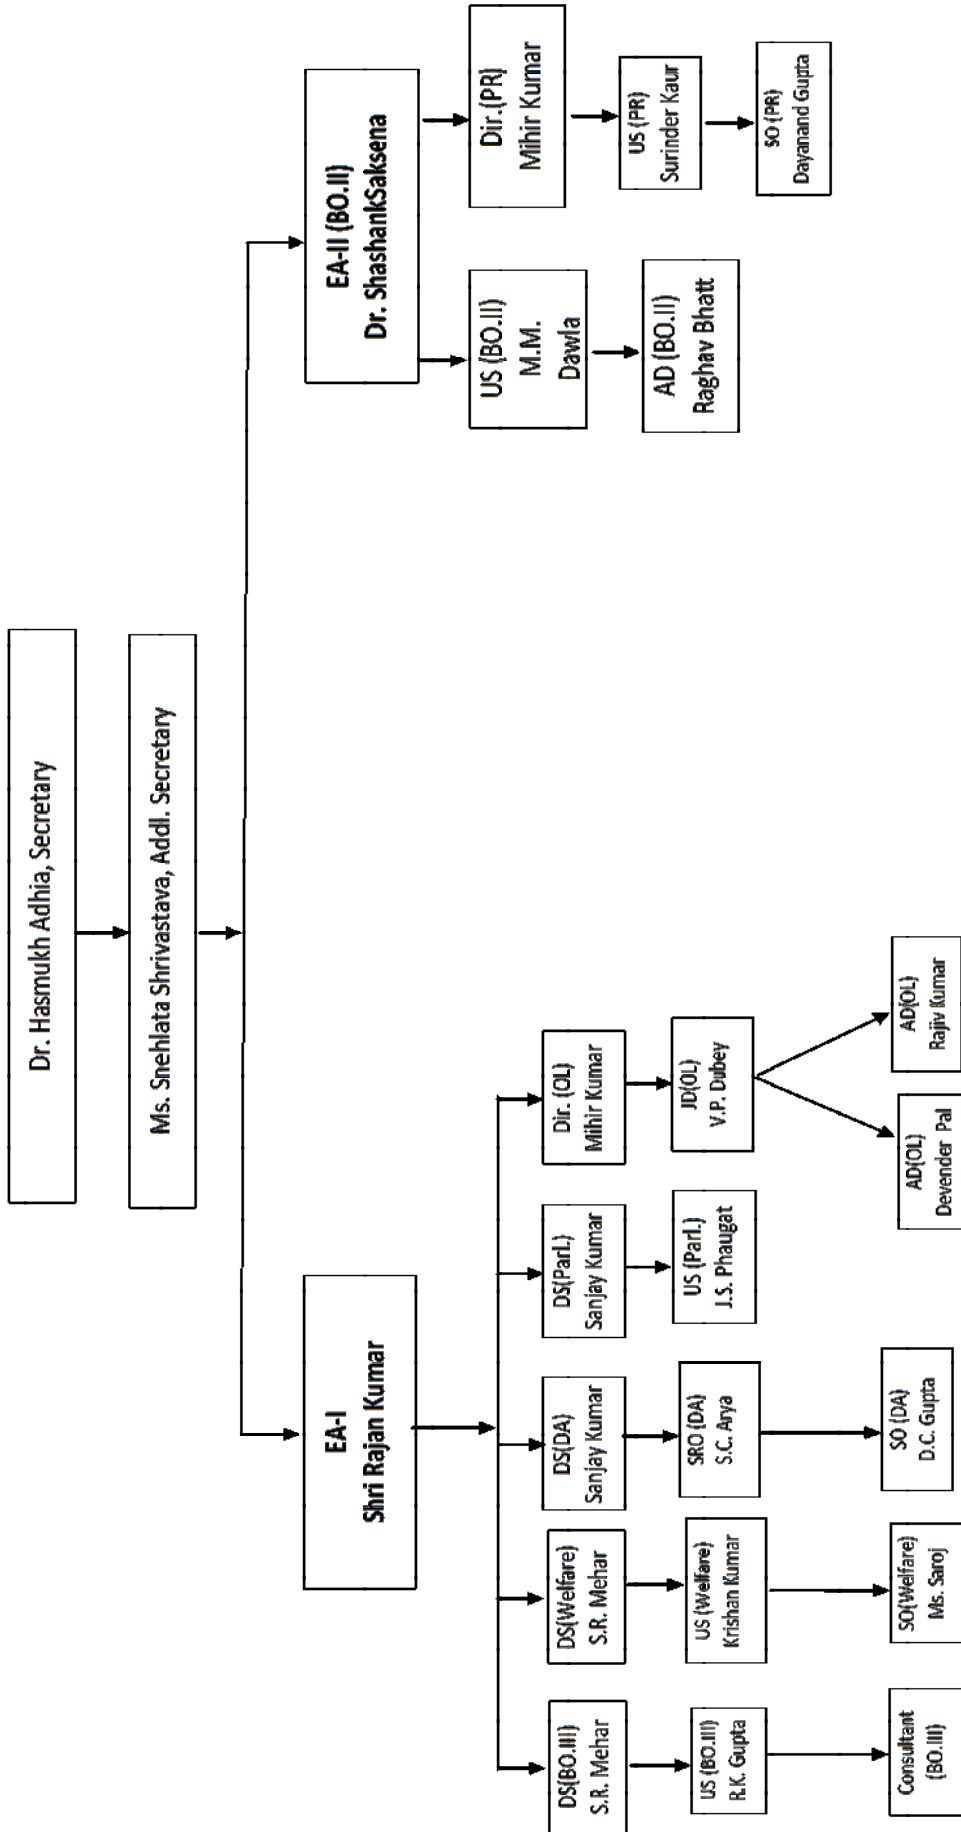 Dr. Hasmukh Adhia, Secretary
Ms. Snehlata Shrivastava, Addl. Secretary
EA-I
Shri Rajan Kumar
EA-II (BO.II)
Dr. ShashankSaksena
DS(BO.III)
S.R. Mehar
DS(Welfare)
S.R. Mehar
DS(DA)
Sanjay Kumar
DS(Parl.)
Sanjay Kumar
Dir. (OL)
Mihir Kumar
US (BO.II)
M.M.
Dawla
Dir.(PR)
Mihir Kumar
US (BO.III)
R.K. Gupta
US (Welfare)
Krishan Kumar
SRO (DA)
S.C. Arya
US (Parl.)
J.S. Phaugat
JD(OL)
V.P. Dubey
AD (BO.II)
Raghav Bhatt
US (PR)
Surinder Kaur
SO (PR)
Dayanand Gupta
Consultant
(BO.III)
SO(Welfare)
Ms. Saroj
SO (DA)
D.C. Gupta
AD(OL)
Devender Pal
AD(OL)
Rajiv Kumar